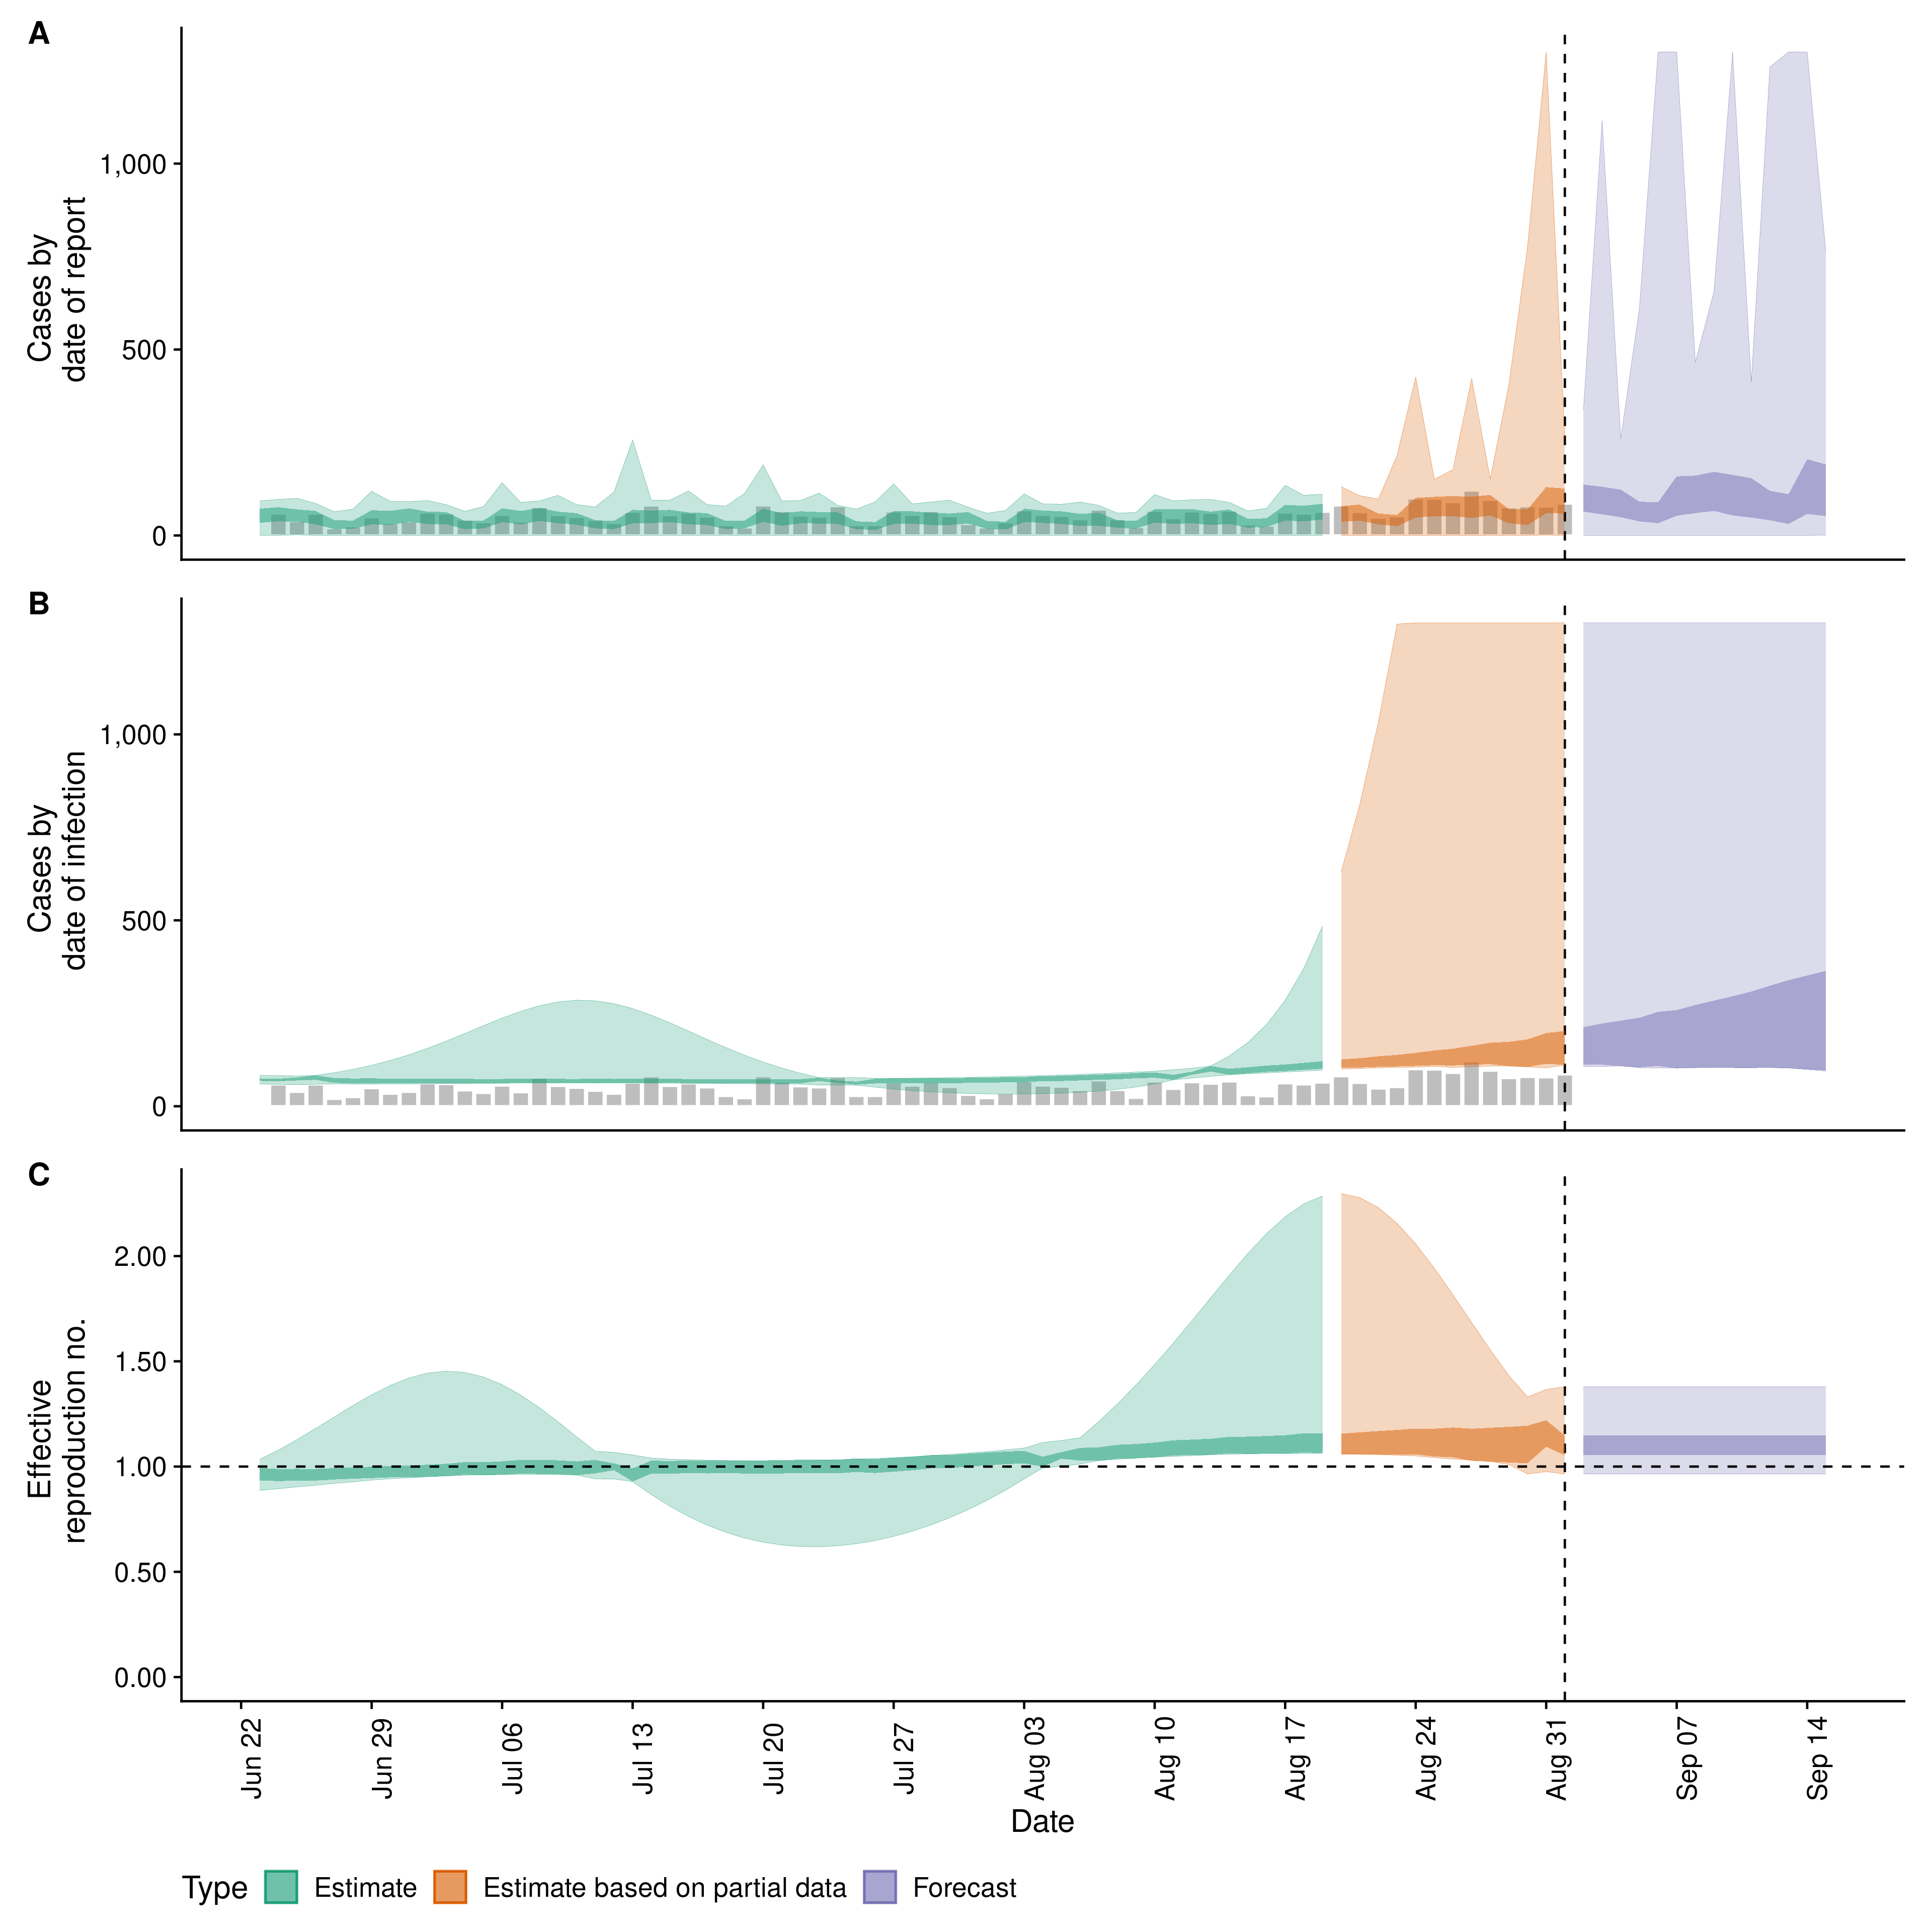 A
Cases by
date of report
1,000
500
0
B
Cases by
date of infection
1,000
500
0
C
Effective
reproduction no.
2.00
1.50
1.00
0.50
0.00
Jun 22
Jun 29
Jul 06
Jul 13
Jul 20
Jul 27
Aug 03
Aug 10
Aug 17
Aug 24
Aug 31
Sep 07
Sep 14
Date
Type Estimate Estimate based on partial data Forecast